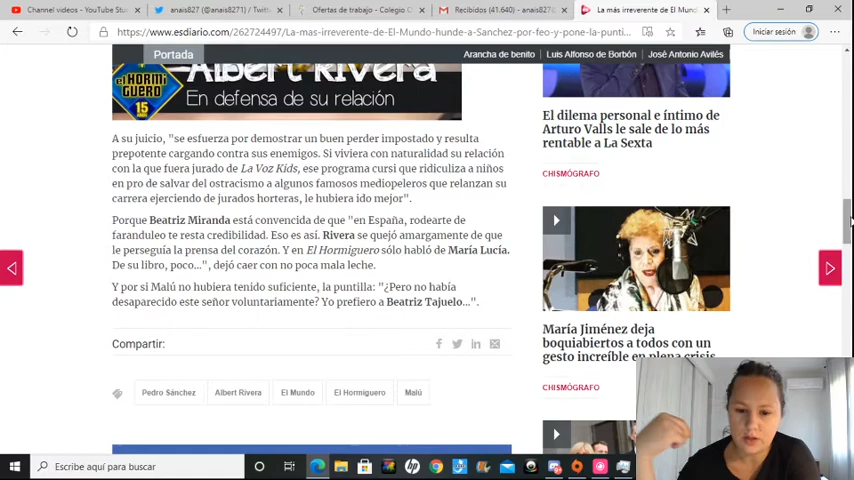 Channel videos - YouTube Stu
anais827 (@anais8271) / Twitte
Ofertas de trabajo - Colegio C
Recibidos (41.640) - anais827@
La más irreverente de El Mund
https://www.esdiario.com/262724497/La-mas-irreverente-de-El-Mundo-hunde-a-Sanchez-por-feo-y-pone-la-punti...
Iniciar sesión
Portada
Arancha de benito
Luis Alfonso de Borbón
José Antonio Avilés
el Hormiguero
15
AÑOS
Albert Rivera
En defensa de su relación
A su juicio, "se esfuerza por demostrar un buen perder impostado y resulta
prepotente cargando contra sus enemigos. Si viviera con naturalidad su relación
con la que fuera jurado de La Voz Kids, ese programa cursi que ridiculiza a niños
en pro de salvar del ostracismo a algunos famosos mediopeleros que relanzan su
carrera ejerciendo de jurados horteras, le hubiera ido mejor".
Porque Beatriz Miranda está convencida de que "en España, rodearte de
faranduleo te resta credibilidad. Eso es así. Rivera se quejó amargamente de que
le perseguía la prensa del corazón. Y en El Hormiguero sólo habló de María Lucía.
De su libro, poco...", dejó caer con no poca mala leche.
Y por si Malú no hubiera tenido suficiente, la puntilla: "¿Pero no había
desaparecido este señor voluntariamente? Yo prefiero a Beatriz Tajuelo...".
Compartir:
Pedro Sánchez
Albert Rivera
El Mundo
El Hormiguero
Malú
El dilema personal e íntimo de
Arturo Valls le sale de lo más
rentable a La Sexta
CHISMÓGRAFO
María Jiménez deja
boquiabiertos a todos con un
gesto increíble en plena crisis
CHISMÓGRAFO
Escribe aquí para buscar